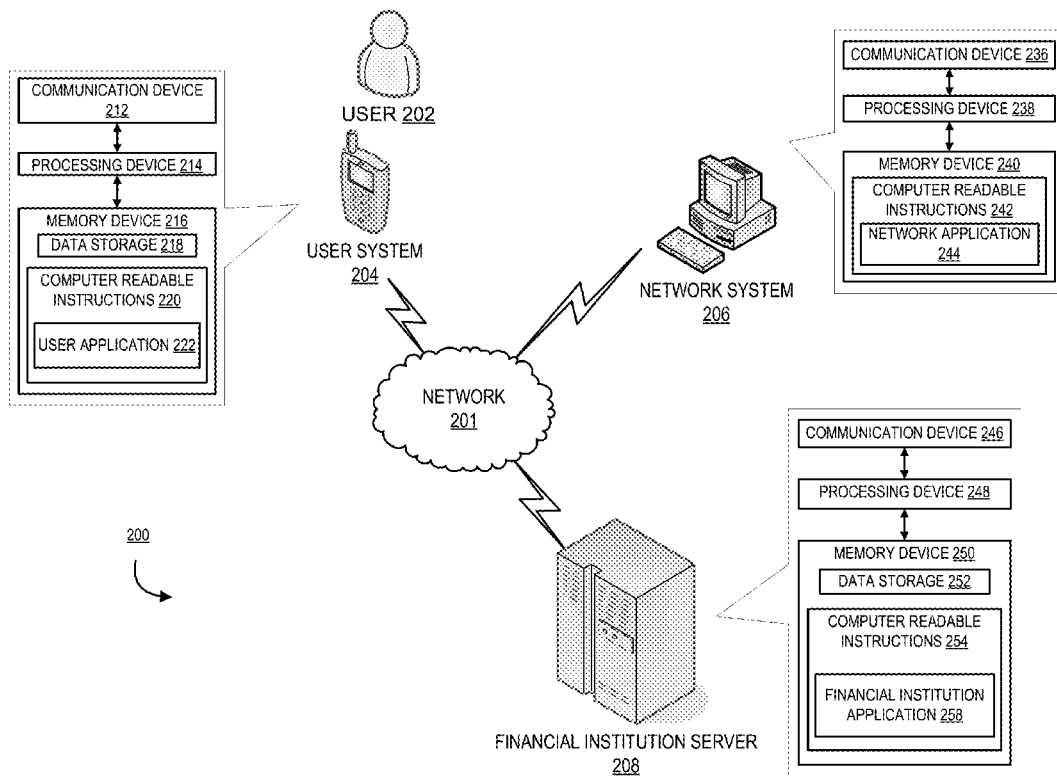 COMMUNICATION DEVICE
212
PROCESSING DEVICE 214
MEMORY DEVICE 216
DATA STORAGE 218
COMPUTER READABLE
INSTRUCTIONS 220
USER APPLICATION 222
USER 202
USER SYSTEM
204
COMMUNICATION DEVICE 236
PROCESSING DEVICE 238
MEMORY DEVICE 240
COMPUTER READABLE
INSTRUCTIONS 242
NETWORK APPLICATION
244
NETWORK SYSTEM
206
NETWORK
201
200
COMMUNICATION DEVICE 246
PROCESSING DEVICE 248
MEMORY DEVICE 250
DATA STORAGE 252
COMPUTER READABLE
INSTRUCTIONS 254
FINANCIAL INSTITUTION
APPLICATION 258
FINANCIAL INSTITUTION SERVER
208